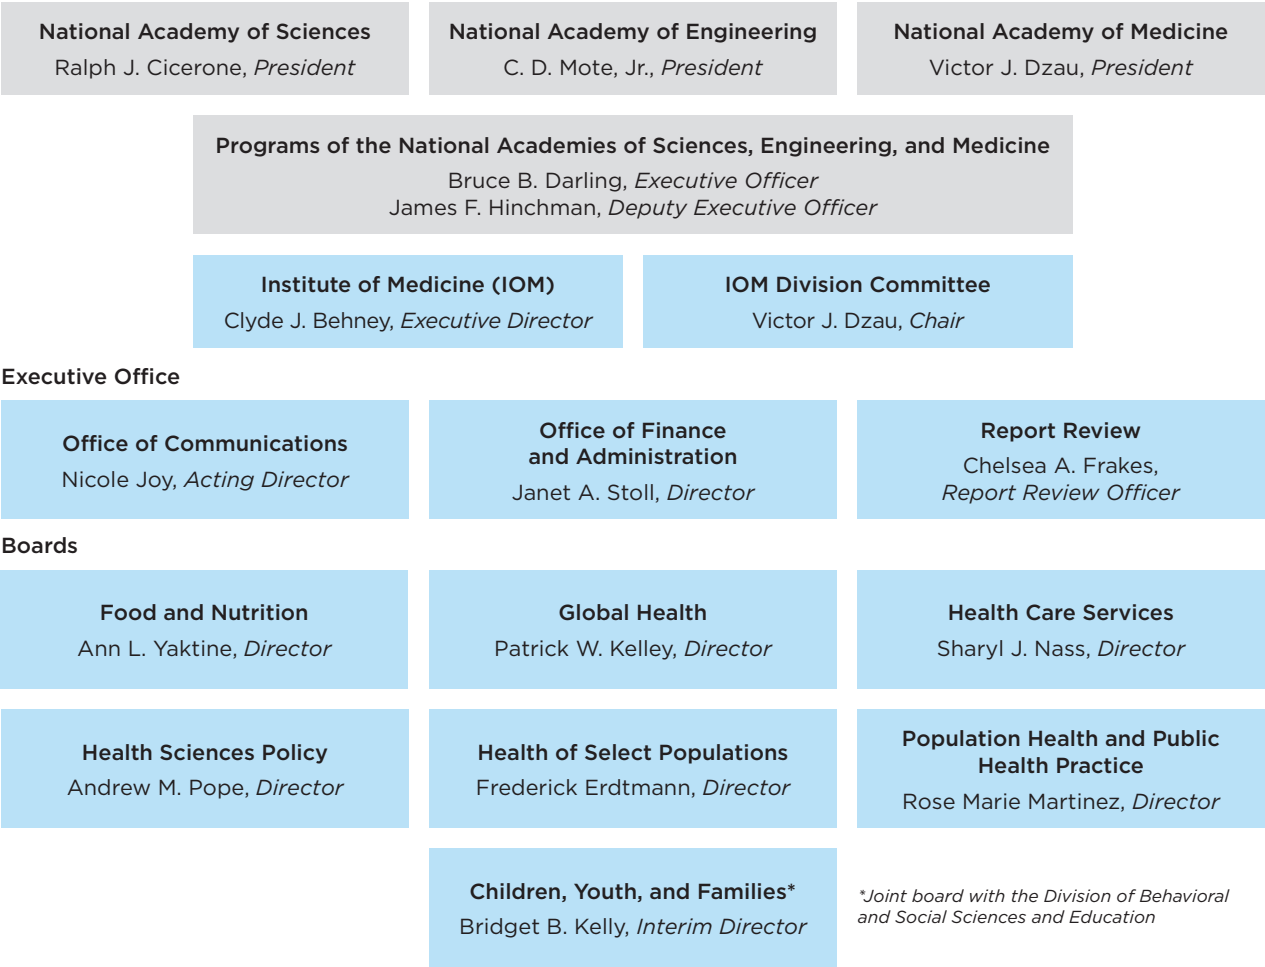 National Academy of Sciences
Ralph J. Cicerone, President
National Academy of Engineering
C. D. Mote, Jr., President
National Academy of Medicine
Victor J. Dzau, President
Programs of the National Academies of Sciences, Engineering, and Medicine
Bruce B. Darling, Executive Officer
James F. Hinchman, Deputy Executive Officer
Institute of Medicine (IOM)
Clyde J. Behney, Executive Director
IOM Division Committee
Victor J. Dzau, Chair
Executive Office
Office of Communications
Nicole Joy, Acting Director
Office of Finance
and Administration
Janet A. Stoll, Director
Report Review
Chelsea A. Frakes,
Report Review Officer
Boards
Food and Nutrition
Ann L. Yaktine, Director
Global Health
Patrick W. Kelley, Director
Health Care Services
Sharyl J. Nass, Director
Health Sciences Policy
Andrew M. Pope, Director
Health of Select Populations
Frederick Erdtmann, Director
Population Health and Public
Health Practice
Rose Marie Martinez, Director
Children, Youth, and Families*
Bridget B. Kelly, Interim Director
*Joint board with the Division of Behavioral
and Social Sciences and Education